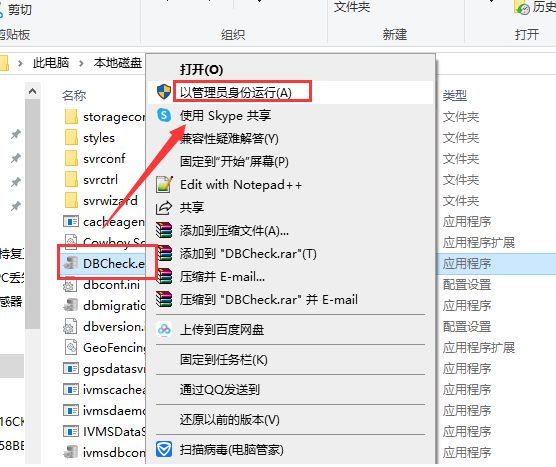 剪切
剪贴板
组织
文件夹
新建
历史
打开
此电脑
本地磁盘
名称
类型
storagecon
styles
svrconf
svrctrl
svrwizard
cacheagen
Cowboy So
DBCheck.e
dbconf.ini
dbmigratio
dbversion.i
GeoFencing
gpsdatasvr
ivmscachea
ivmsdaemo
IVMSDataS
ivmsdbconf
打开(O)
以管理员身份运行(A)
使用 Skype 共享
兼容性疑难解答(Y)
固定到"开始"屏幕(P)
Edit with Notepad++
共享
添加到压缩文件(A)...
添加到 "DBCheck.rar"(T)
压缩并 E-mail...
压缩到 "DBCheck.rar" 并 E-mail
上传到百度网盘
固定到任务栏(K)
通过QQ发送到
还原以前的版本(V)
扫描病毒(电脑管家)
文件夹
文件夹
文件夹
文件夹
文件夹
应用程序
应用程序扩展
应用程序
配置设置
应用程序
配置设置
应用程序扩展
应用程序
应用程序
应用程序
应用程序
应用程序
PC丢失
感器
16CK
58BE